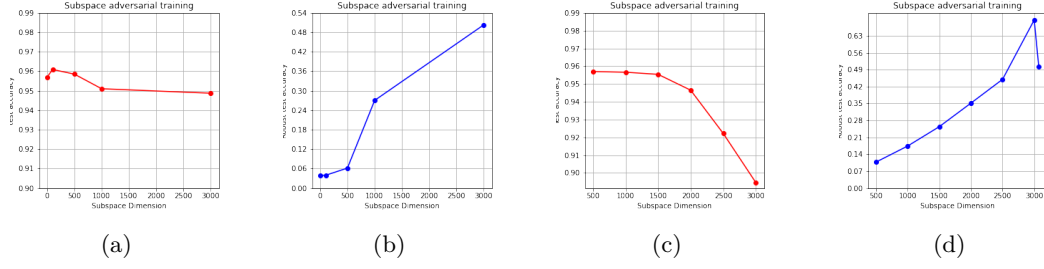 Subspace adversarial training
0.99
0.98
0.97
0.96
0.95
0.94
0.93
0.92
0.91
0.90
0 500 1000 1500 2000 2500 3000
Subspace Dimension
(a)
Subspace adversarial training
0.54
0.48
0.42
0.36
0.30
0.24
0.18
0.12
0.06
0.00
0 500 1000 1500 2000 2500 3000
Subspace Dimension
(b)
Subspace adversarial training
0.99
0.98
0.97
0.96
0.95
0.94
0.93
0.92
0.91
0.90
500 1000 1500 2000 2500 3000
Subspace Dimension
(c)
Subspace adversarial training
0.63
0.56
0.49
0.42
0.35
0.28
0.21
0.14
0.07
0.00
500 1000 1500 2000 2500 3000
Subspace Dimension
(d)